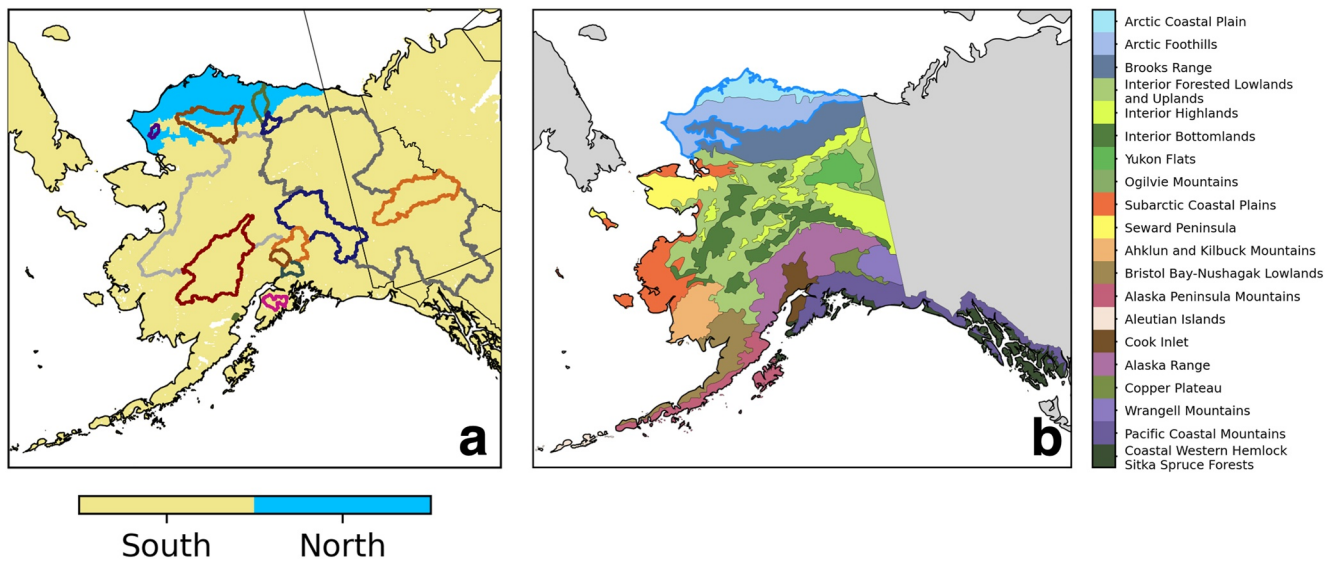 a
b
South
North
Arctic Coastal Plain
Arctic Foothills
Brooks Range
Interior Forested Lowlands
and Uplands
Interior Highlands
Interior Bottomlands
Yukon Flats
Ogilvie Mountains
Subarctic Coastal Plains
Seward Peninsula
Ahklun and Kilbuck Mountains
Bristol Bay-Nushagak Lowlands
Alaska Peninsula Mountains
Aleutian Islands
Cook Inlet
Alaska Range
Copper Plateau
Wrangell Mountains
Pacific Coastal Mountains
Coastal Western Hemlock
Sitka Spruce Forests